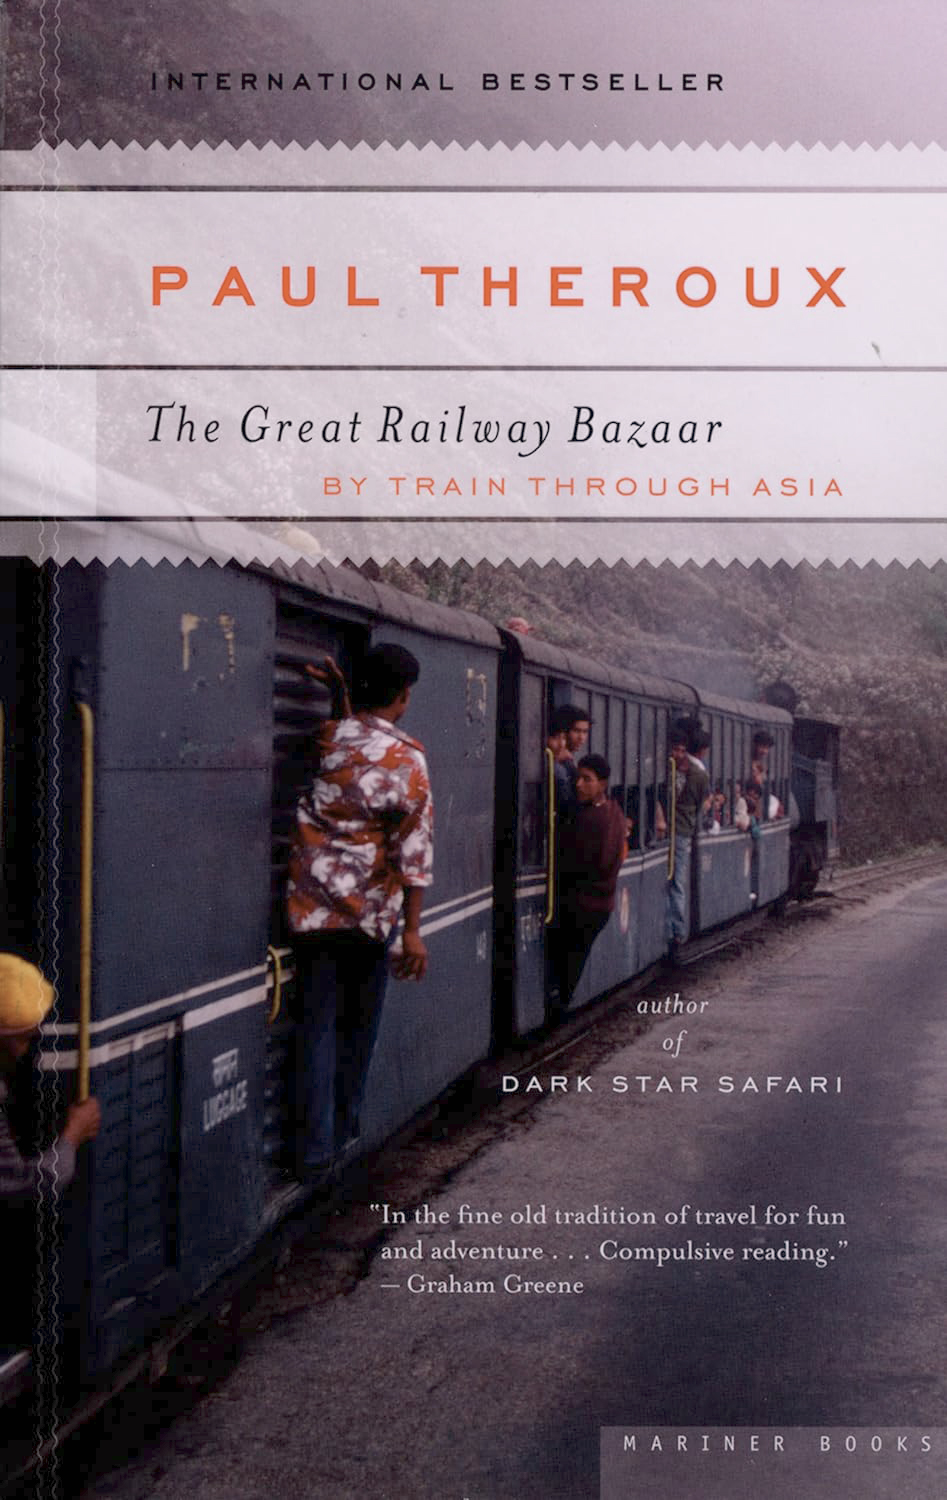 INTERNATIONAL BESTSELLER
PAUL THEROUX
The Great Railway Bazaar
BY TRAIN THROUGH ASIA
सामान
LUGGAGE
author
of
DARK STAR SAFARI
"In the fine old tradition of travel for fun
and adventure . . . Compulsive reading."
— Graham Greene
MARINER BOOKS